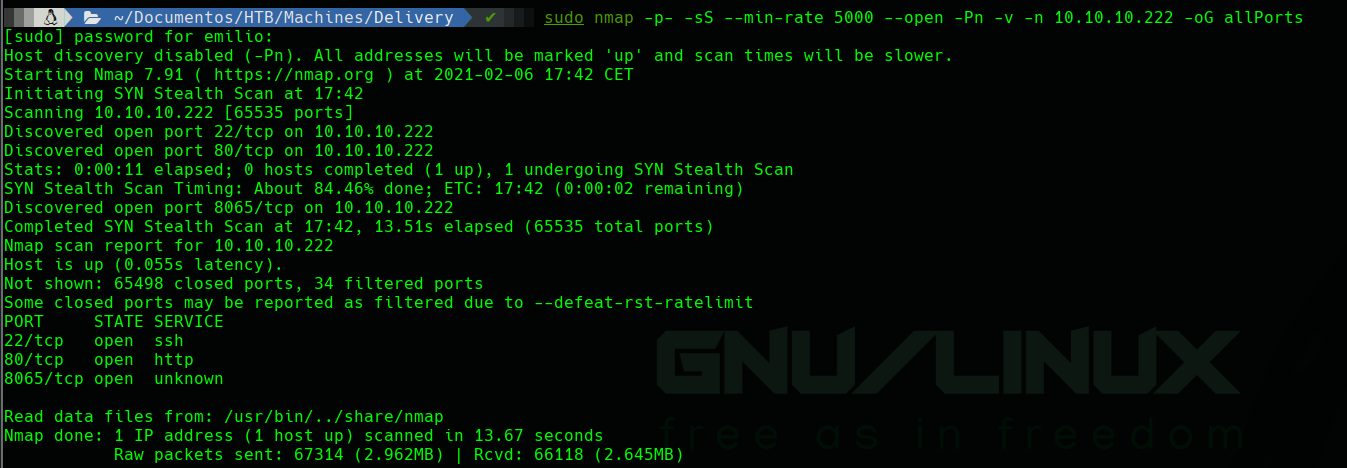 ~/Documentos/HTB/Machines/Delivery ✔ sudo nmap -p- -sS --min-rate 5000 --open -Pn -v -n 10.10.10.222 -oG allPorts
[sudo] password for emilio:
Host discovery disabled (-Pn). All addresses will be marked 'up' and scan times will be slower.
Starting Nmap 7.91 ( https://nmap.org ) at 2021-02-06 17:42 CET
Initiating SYN Stealth Scan at 17:42
Scanning 10.10.10.222 [65535 ports]
Discovered open port 22/tcp on 10.10.10.222
Discovered open port 80/tcp on 10.10.10.222
Stats: 0:00:11 elapsed; 0 hosts completed (1 up), 1 undergoing SYN Stealth Scan
SYN Stealth Scan Timing: About 84.46% done; ETC: 17:42 (0:00:02 remaining)
Discovered open port 8065/tcp on 10.10.10.222
Completed SYN Stealth Scan at 17:42, 13.51s elapsed (65535 total ports)
Nmap scan report for 10.10.10.222
Host is up (0.055s latency).
Not shown: 65498 closed ports, 34 filtered ports
Some closed ports may be reported as filtered due to --defeat-rst-ratelimit
PORT     STATE SERVICE
22/tcp   open  ssh
80/tcp   open  http
8065/tcp open  unknown
GNU/LINUX
free as in freedom
Read data files from: /usr/bin/../share/nmap
Nmap done: 1 IP address (1 host up) scanned in 13.67 seconds
Raw packets sent: 67314 (2.962MB) | Rcvd: 66118 (2.645MB)